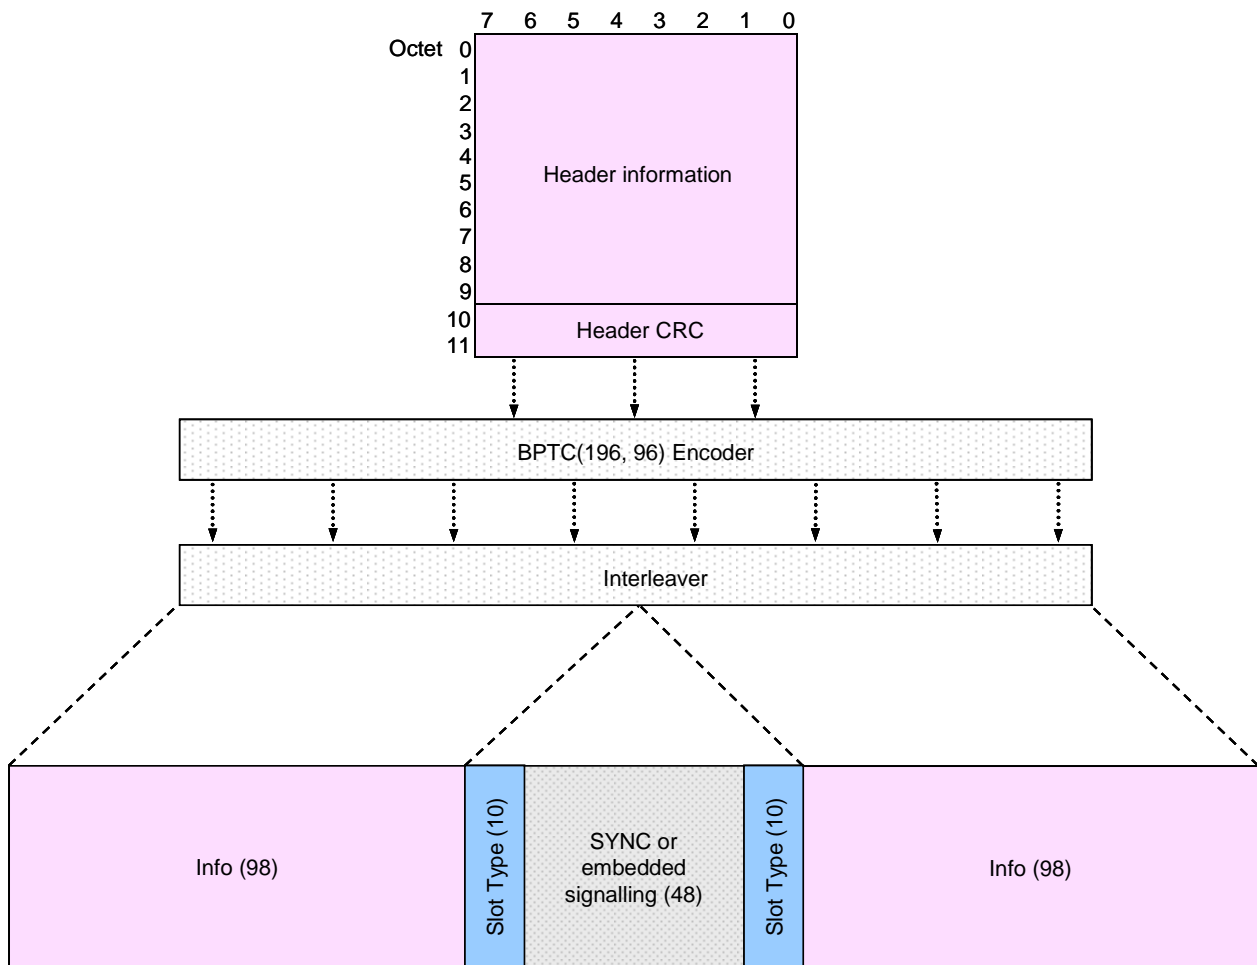 7 6 5 4 3 2 1 0
Octet 0
1
2
3
4
5
6
7
8
9
10
11
Header information
Header CRC
BPTC(196, 96) Encoder
Interleaver
Info (98)
Slot Type (10)
SYNC or
embedded
signalling (48)
Slot Type (10)
Info (98)